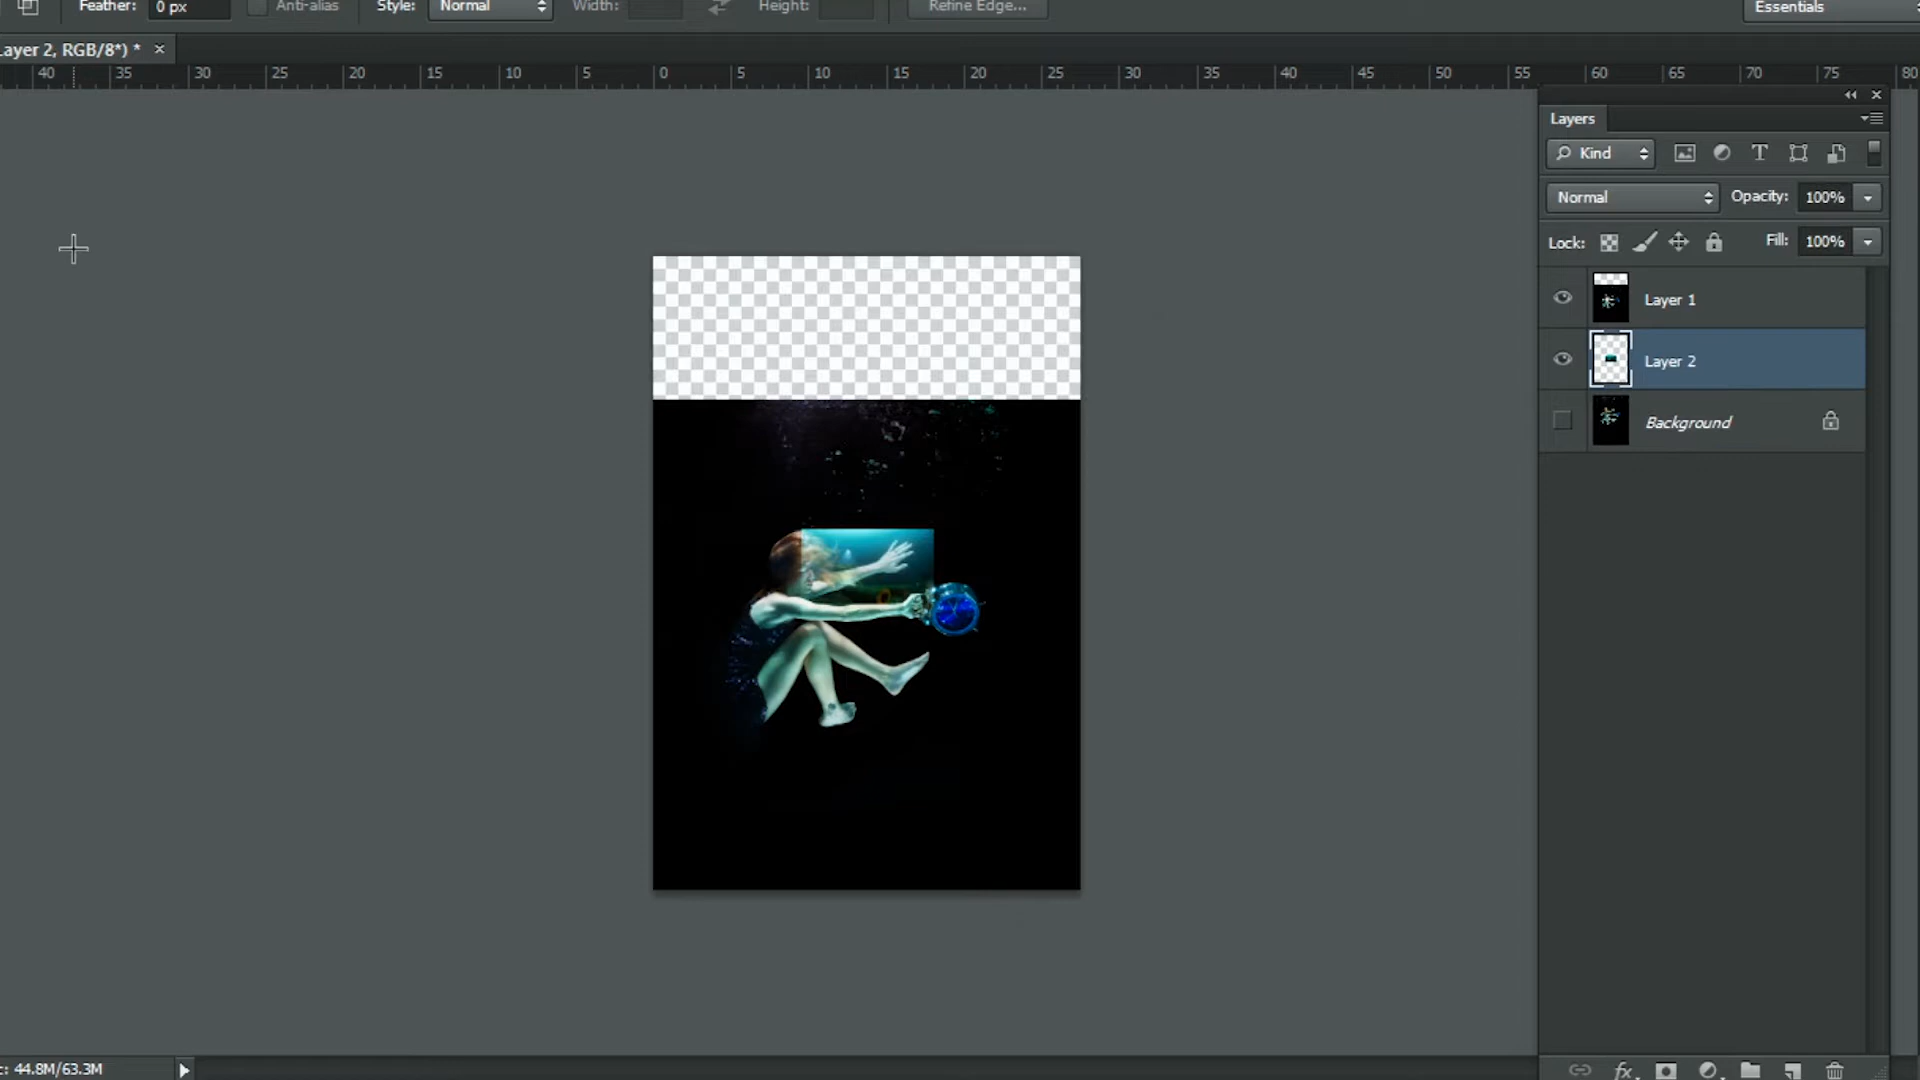 Feather: 0 px Anti-alias Style: Normal Width: Height: Refine Edge... Essentials
Layer 2, RGB/8*) * ×
40 35 30 25 20 15 10 5 0 5 10 15 20 25 30 35 40 45 50 55 60 65 70 75 80
Layers
Kind
Normal Opacity: 100%
Lock: Fill: 100%
Layer 1
Layer 2
Background
c: 44.8M/63.3M
fx